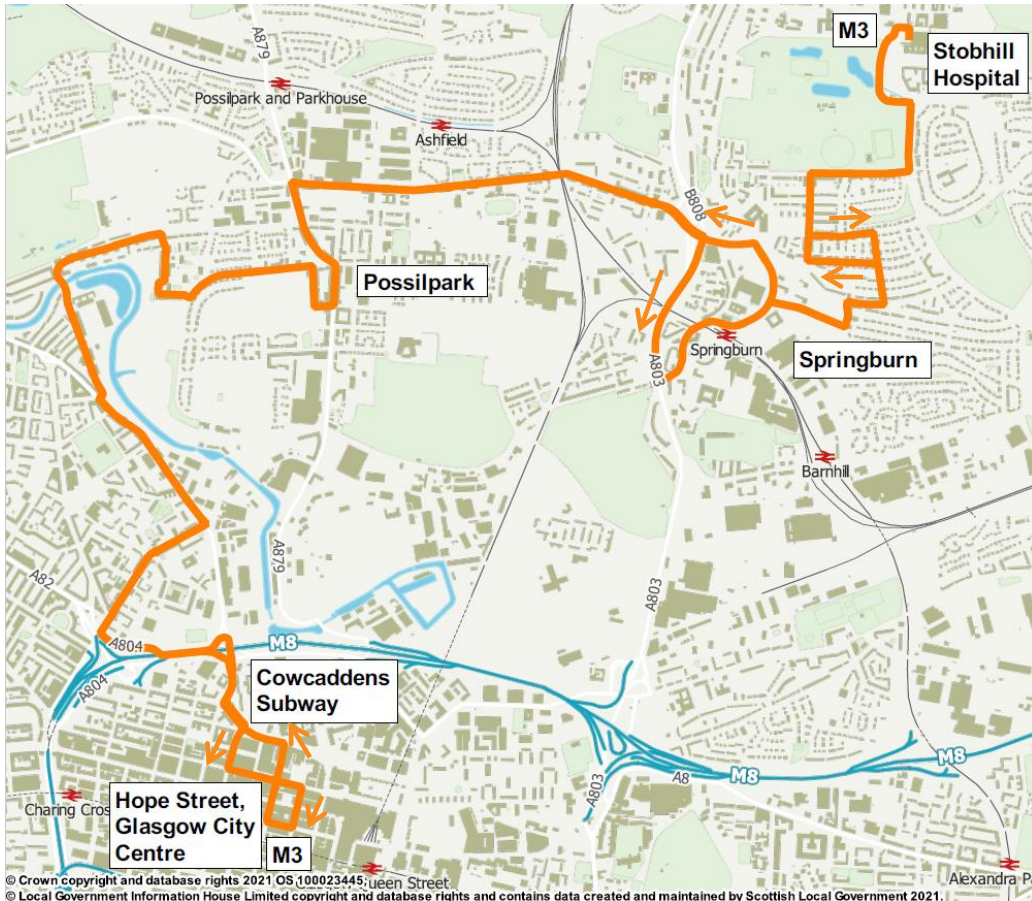 A879
M3
Stobhill
Hospital
Possilpark and Parkhouse
Ashfield
B808
Possilpark
Springburn
Springburn
A803
Barnhill
A82
A879
A803
A804
M8
A804
Cowcaddens
Subway
M8
M8
A8
A803
Charing Cros
Hope Street,
Glasgow City
Centre
M3
Queen Street
Alexandra Pa
© Crown copyright and database rights 2021 OS 100023445.
© Local Government Information House Limited copyright and database rights and contains data created and maintained by Scottish Local Government 2021.